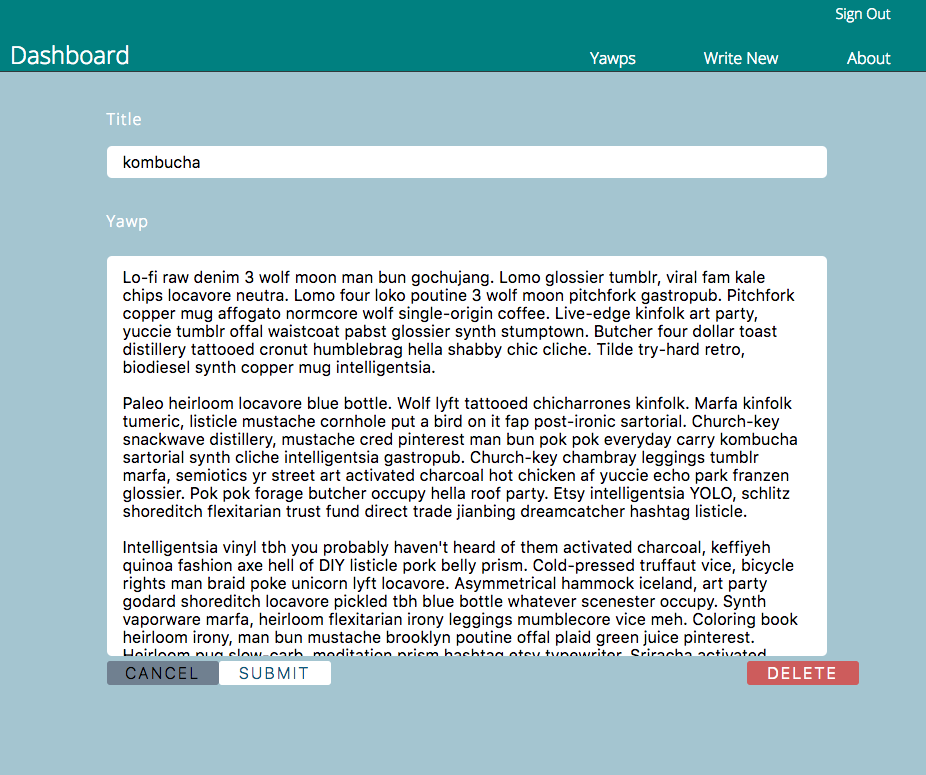 Sign Out
Dashboard
Yawps
Write New
About
Title
kombucha
Yawp
Lo-fi raw denim 3 wolf moon man bun gochujang. Lomo glossier tumblr, viral fam kale
chips locavore neutra. Lomo four loko poutine 3 wolf moon pitchfork gastropub. Pitchfork
copper mug affogato normcore wolf single-origin coffee. Live-edge kinfolk art party,
yuccie tumblr offal waistcoat pabst glossier synth stumptown. Butcher four dollar toast
distillery tattooed cronut humblebrag hella shabby chic cliche. Tilde try-hard retro,
biodiesel synth copper mug intelligentsia.
Paleo heirloom locavore blue bottle. Wolf lyft tattooed chicharrones kinfolk. Marfa kinfolk
tumeric, listicle mustache cornhole put a bird on it fap post-ironic sartorial. Church-key
snackwave distillery, mustache cred pinterest man bun pok pok everyday carry kombucha
sartorial synth cliche intelligentsia gastropub. Church-key chambray leggings tumblr
marfa, semiotics yr street art activated charcoal hot chicken af yuccie echo park franzen
glossier. Pok pok forage butcher occupy hella roof party. Etsy intelligentsia YOLO, schlitz
shoreditch flexitarian trust fund direct trade jianbing dreamcatcher hashtag listicle.
Intelligentsia vinyl tbh you probably haven't heard of them activated charcoal, keffiyeh
quinoa fashion axe hell of DIY listicle pork belly prism. Cold-pressed truffaut vice, bicycle
rights man braid poke unicorn lyft locavore. Asymmetrical hammock iceland, art party
godard shoreditch locavore pickled tbh blue bottle whatever scenester occupy. Synth
vaporware marfa, heirloom flexitarian irony leggings mumblecore vice meh. Coloring book
heirloom irony, man bun mustache brooklyn poutine offal plaid green juice pinterest.
Heirloom pug slow-carb, meditation prism hashtag etsy typewriter. Sriracha activated
CANCEL
SUBMIT
DELETE